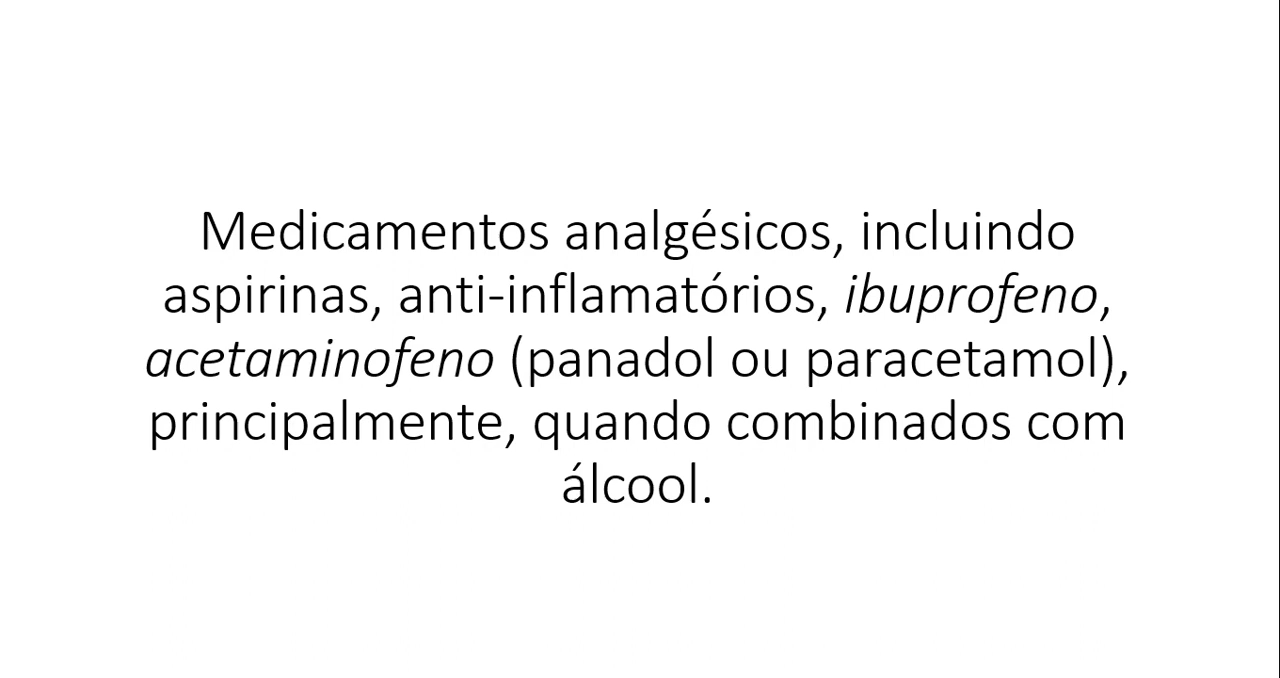 Medicamentos analgésicos, incluindo
aspirinas, anti-inflamatórios, ibuprofeno,
acetaminofeno (panadol ou paracetamol),
principalmente, quando combinados com
álcool.